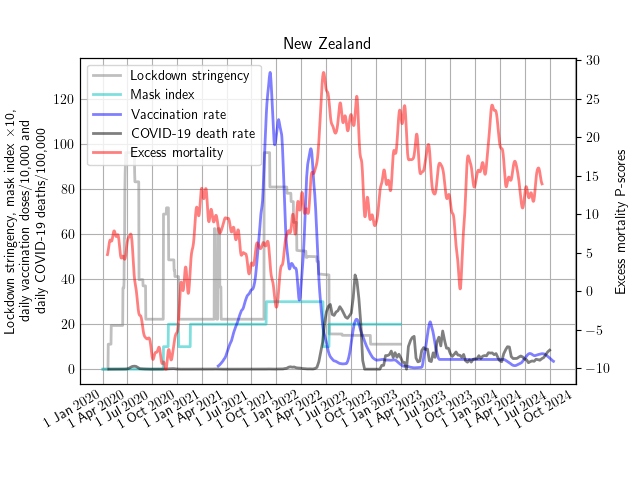 New Zealand
Lockdown stringency
Mask index
Vaccination rate
COVID-19 death rate
Excess mortality
Lockdown stringency, mask index ×10,
daily vaccination doses/10,000 and
daily COVID-19 deaths/100,000
120
100
80
60
40
20
0
30
25
20
15
10
5
0
−5
−10
Excess mortality P-scores
1 Jan 2020
1 Apr 2020
1 Jul 2020
1 Oct 2020
1 Jan 2021
1 Apr 2021
1 Jul 2021
1 Oct 2021
1 Jan 2022
1 Apr 2022
1 Jul 2022
1 Oct 2022
1 Jan 2023
1 Apr 2023
1 Jul 2023
1 Oct 2023
1 Jan 2024
1 Apr 2024
1 Jul 2024
1 Oct 2024